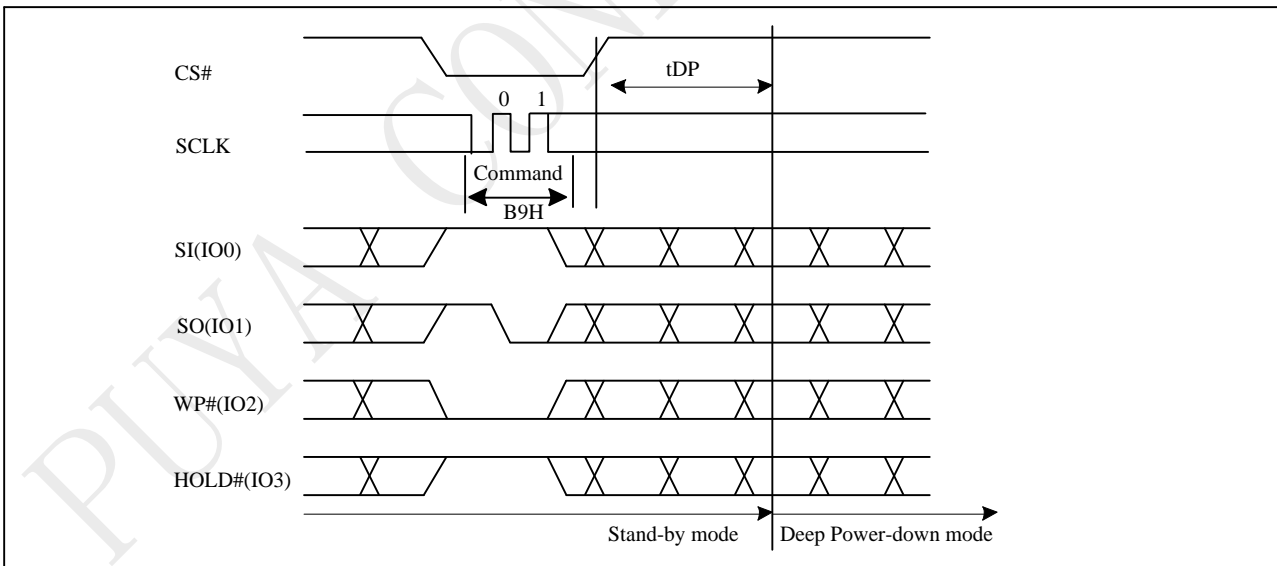 PUYA CON
CS#
tDP
0 1
SCLK
Command
B9H
SI(IO0)
SO(IO1)
WP#(IO2)
HOLD#(IO3)
Stand-by mode Deep Power-down mode